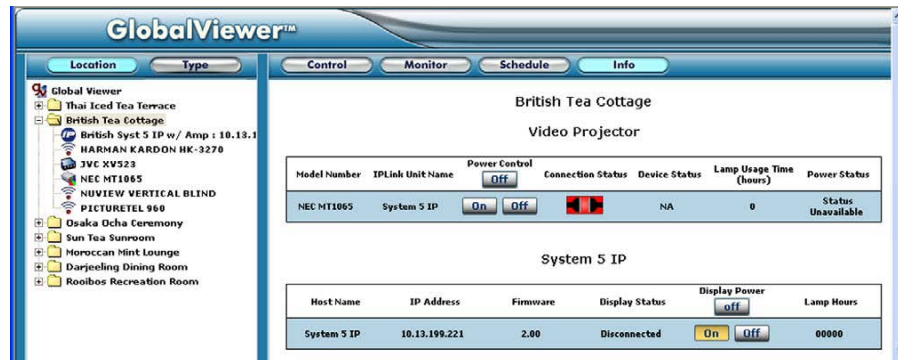 GlobalViewer™
Location Type Control Monitor Schedule Info
Global Viewer
Thai Iced Tea Terrace
British Tea Cottage
British Syst 5 IP w/ Amp : 10.13.1
HARMAN KARDON HK-3270
JVC XV523
NEC MT1065
NUVIEW VERTICAL BLIND
PICTURETEL 960
Osaka Ocha Ceremony
Sun Tea Sunroom
Moroccan Mint Lounge
Darjeeling Dining Room
Rooibos Recreation Room
British Tea Cottage
Video Projector
Model Number IPLink Unit Name Power Control Off Connection Status Device Status Lamp Usage Time (hours) Power Status
NEC MT1065 System 5 IP On Off NA 0 Status Unavailable
System 5 IP
Host Name IP Address Firmware Display Status Display Power off Lamp Hours
System 5 IP 10.13.199.221 2.00 Disconnected On Off 00000